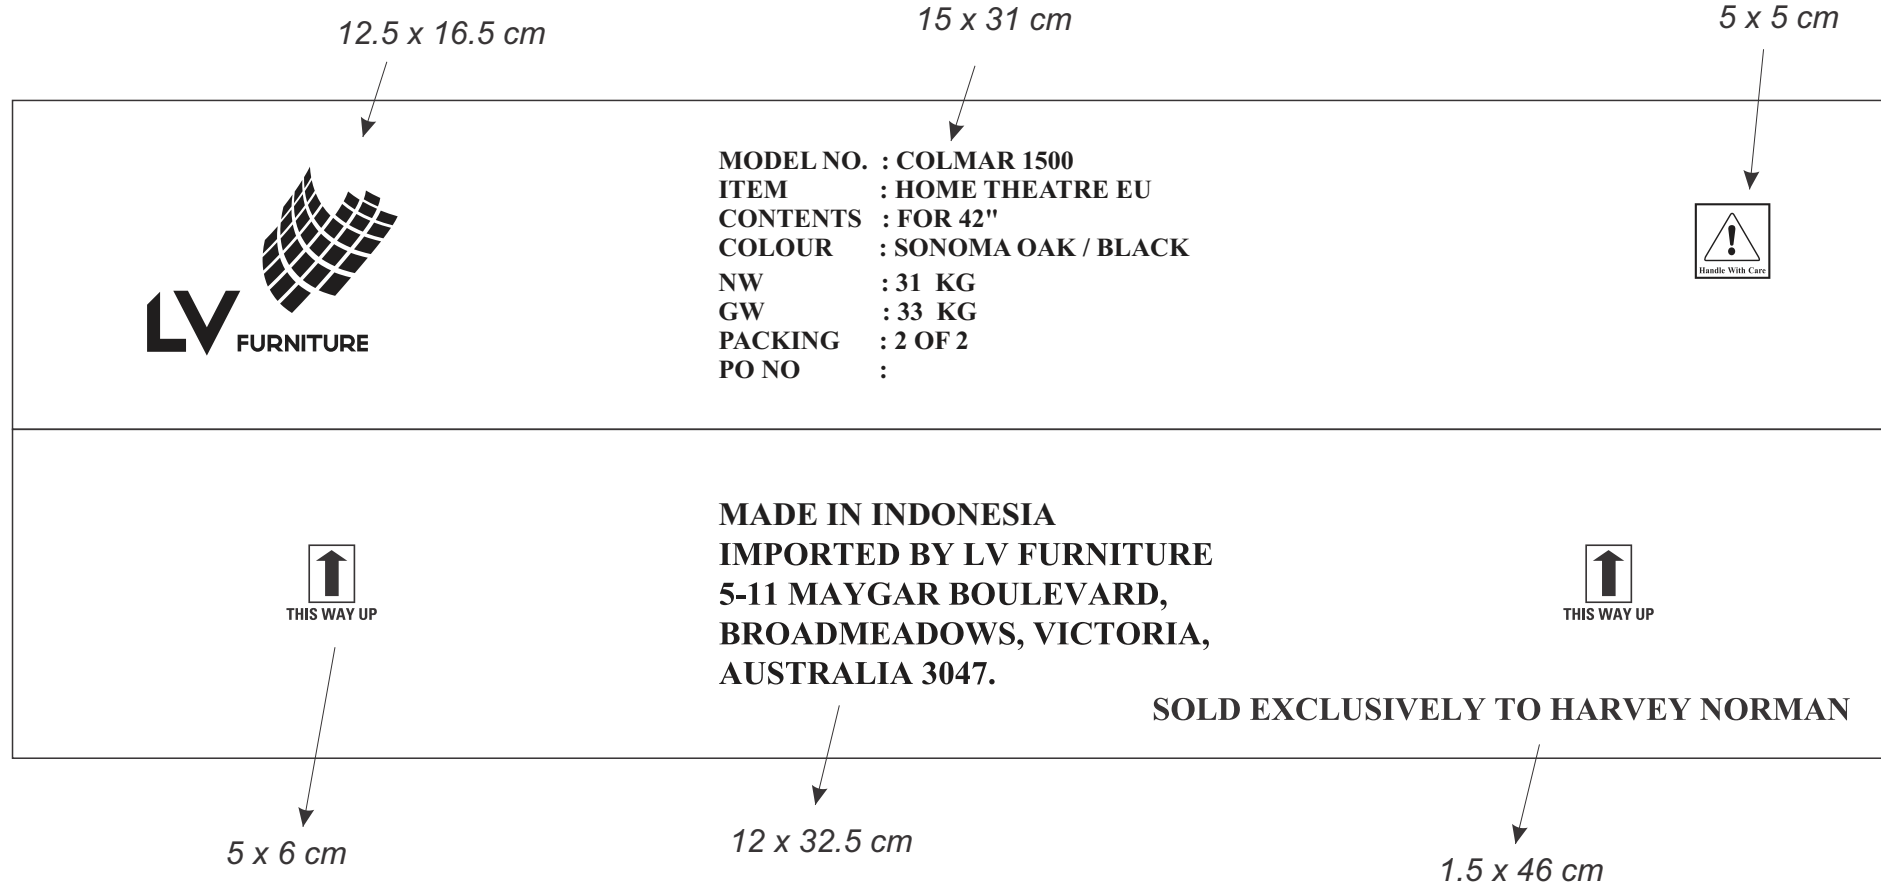 12.5 x 16.5 cm
15 x 31 cm
5 x 5 cm
MODEL NO. : COLMAR 1500
ITEM : HOME THEATRE EU
CONTENTS : FOR 42"
COLOUR : SONOMA OAK / BLACK
NW : 31 KG
GW : 33 KG
PACKING : 2 OF 2
PO NO :
LV FURNITURE
Handle With Care
MADE IN INDONESIA
IMPORTED BY LV FURNITURE
5-11 MAYGAR BOULEVARD,
BROADMEADOWS, VICTORIA,
AUSTRALIA 3047.
THIS WAY UP
THIS WAY UP
SOLD EXCLUSIVELY TO HARVEY NORMAN
5 x 6 cm
12 x 32.5 cm
1.5 x 46 cm